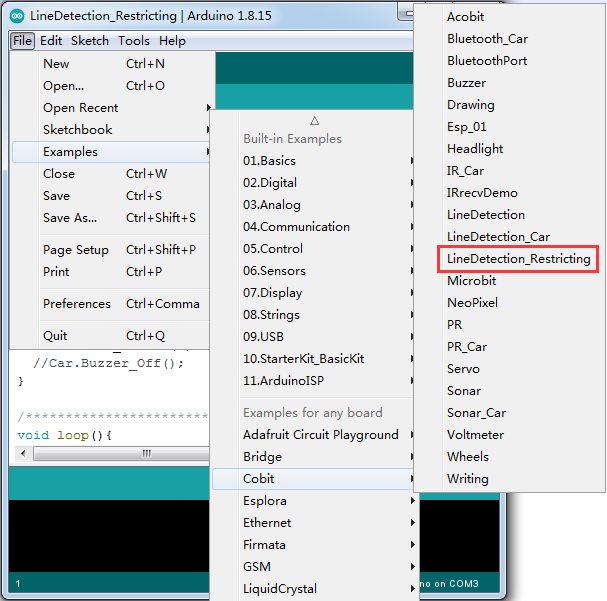 LineDetection_Restricting | Arduino 1.8.15
File Edit Sketch Tools Help
New Ctrl+N
Open... Ctrl+O
Open Recent
Sketchbook
Examples
Close Ctrl+W
Save Ctrl+S
Save As... Ctrl+Shift+S
Page Setup Ctrl+Shift+P
Print Ctrl+P
Preferences Ctrl+Comma
Quit Ctrl+Q
//Car.Buzzer_Off();
}
/***********************
void loop(){
1
Built-in Examples
01.Basics
02.Digital
03.Analog
04.Communication
05.Control
06.Sensors
07.Display
08.Strings
09.USB
10.StarterKit_BasicKit
11.ArduinoISP
Examples for any board
Adafruit Circuit Playground
Bridge
Cobit
Esplora
Ethernet
Firmata
GSM
LiquidCrystal
Acobit
Bluetooth_Car
BluetoothPort
Buzzer
Drawing
Esp_01
Headlight
IR_Car
IRrecvDemo
LineDetection
LineDetection_Car
LineDetection_Restricting
Microbit
NeoPixel
PR
PR_Car
Servo
Sonar
Sonar_Car
Voltmeter
Wheels
Writing
no on COM3